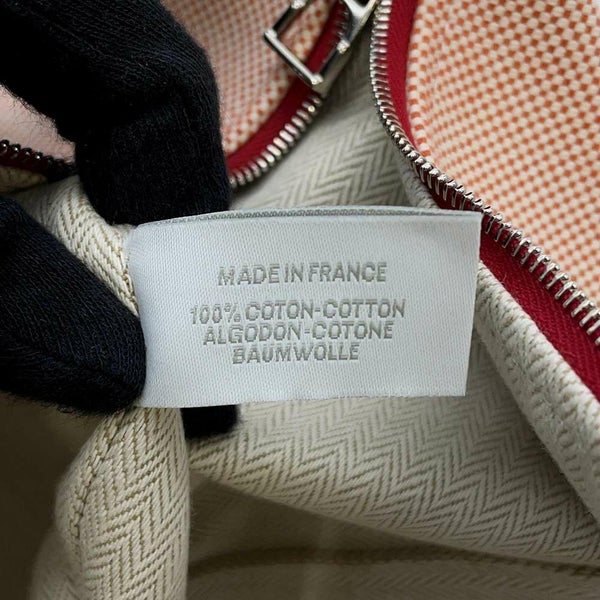 MADE IN FRANCE
100% COTON-COTTON
ALGODON-COTONE
BAUMWOLLE